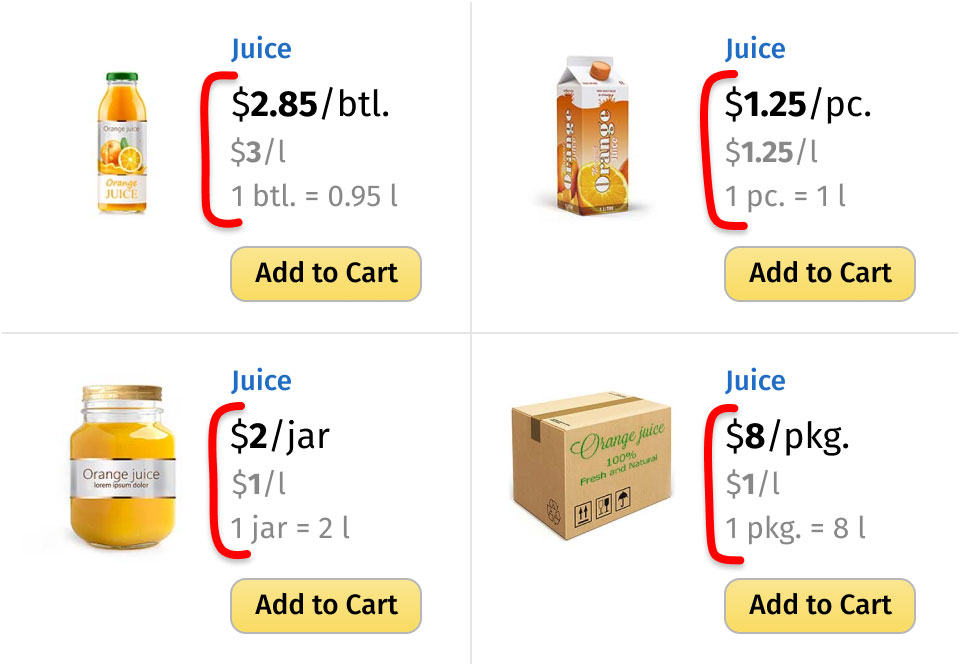 Juice
$2.85/btl.
$3/l
1 btl. = 0.95 l
Add to Cart
Orange juice
Orange
JUICE
Juice
$1.25/pc.
$1.25/l
1 pc. = 1 l
Add to Cart
Orange
Orange
Juice
1 LITRE
Juice
$2/jar
$1/l
1 jar = 2 l
Add to Cart
Orange juice
lorem ipsum dolor
Juice
$8/pkg.
$1/l
1 pkg. = 8 l
Add to Cart
Orange juice
100%
Fresh and Natural